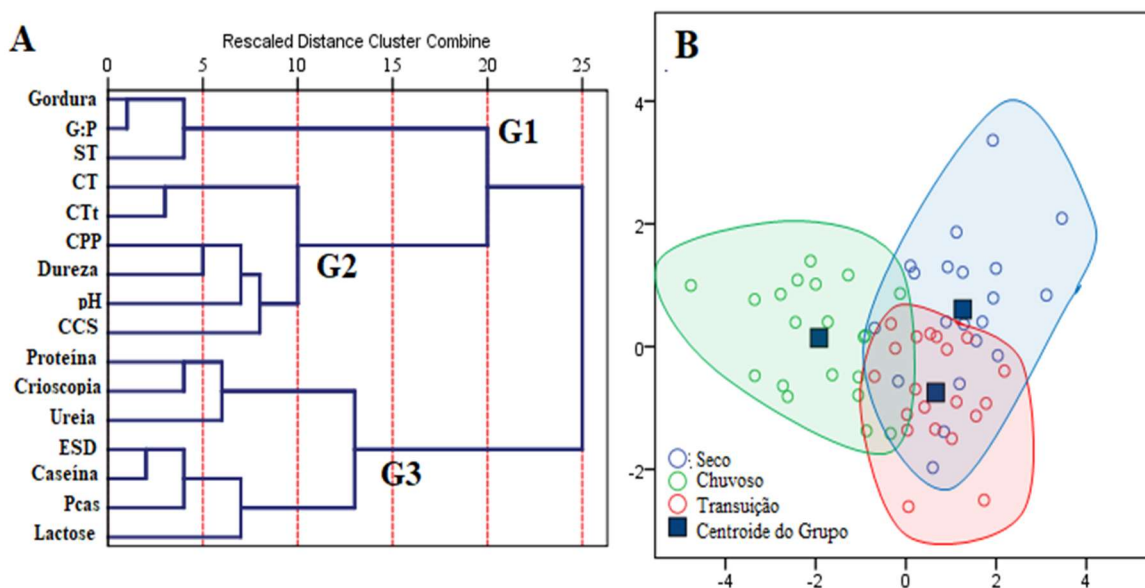 A
Rescaled Distance Cluster Combine
0 5 10 15 20 25
Gordura
G:P
ST
CT
CTt
CPP
Dureza
pH
CCS
Proteína
Crioscopia
Ureia
ESD
Caseína
Pcas
Lactose
G1
G2
G3
B
4
2
0
-2
-4 -2 0 2 4
Seco
Chuvoso
Transuição
Centroide do Grupo